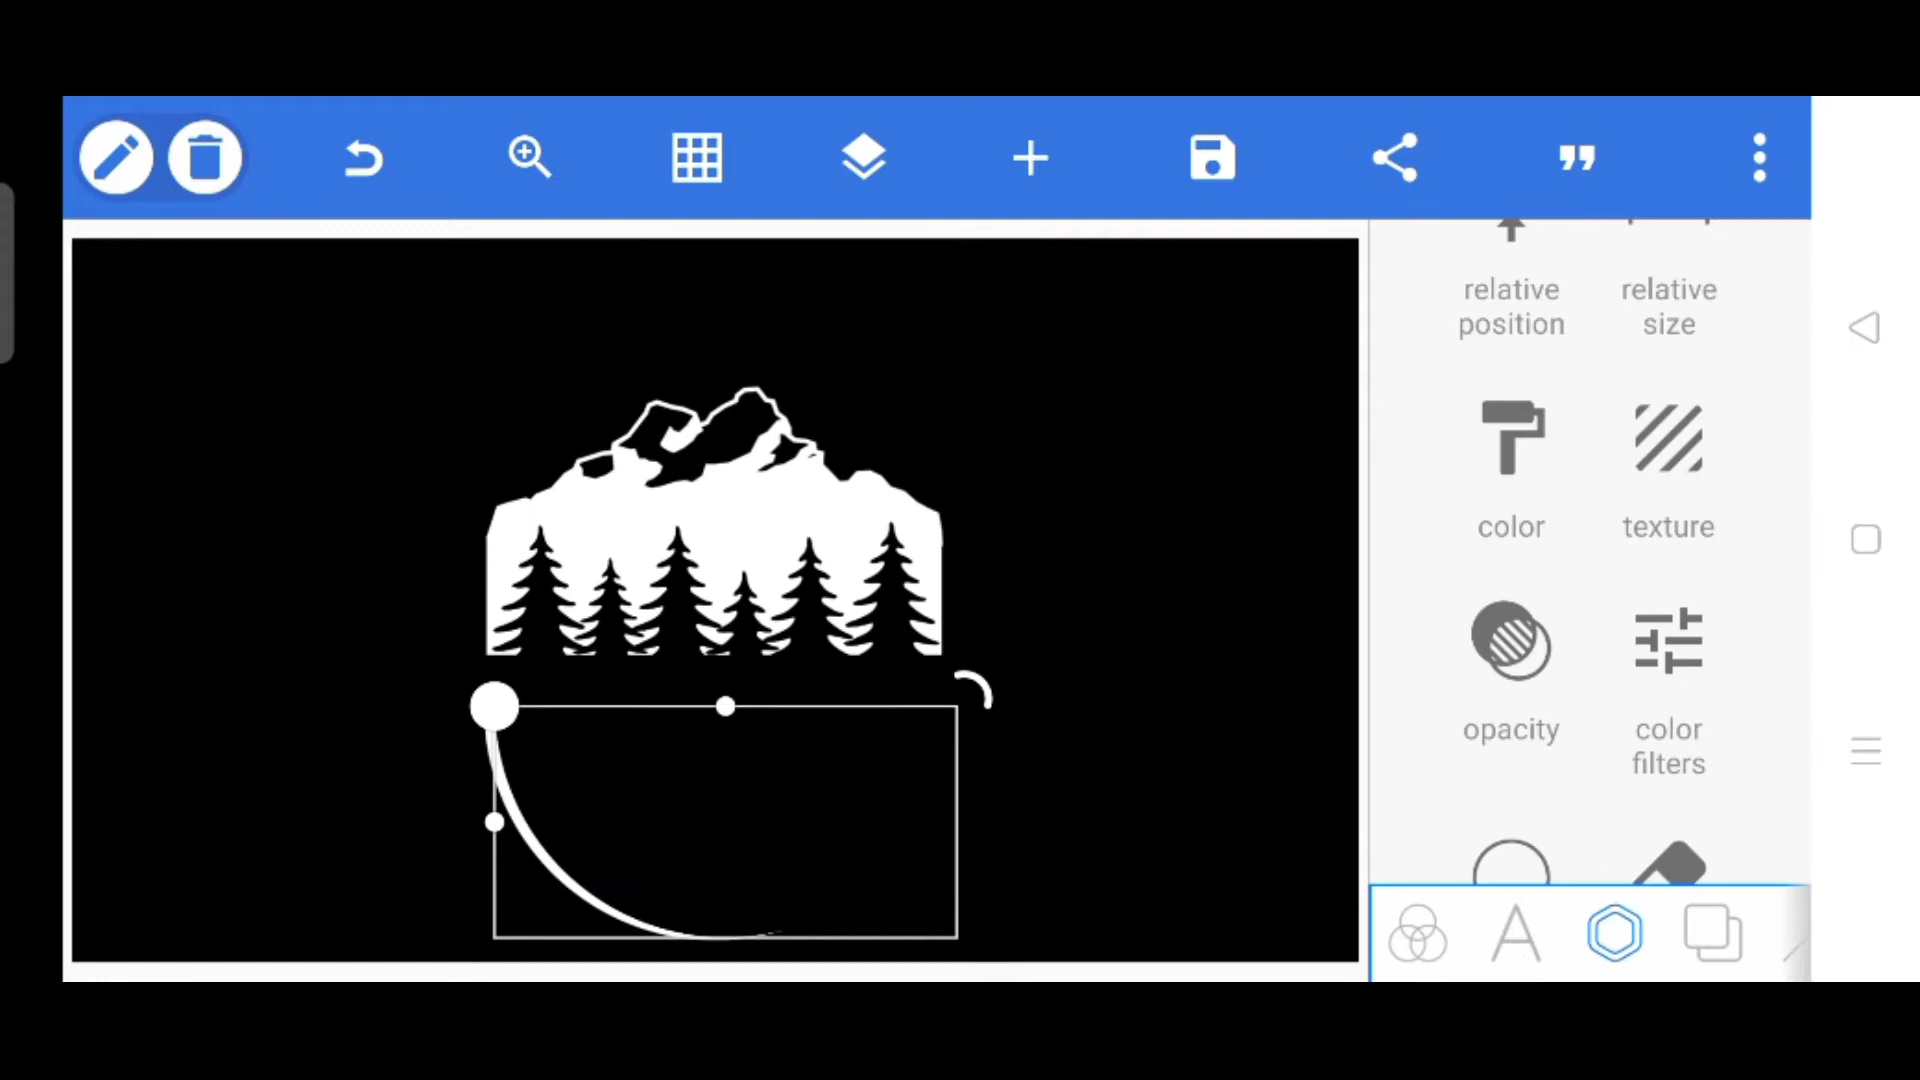 relative
position
relative
size
color
texture
opacity
color
filters